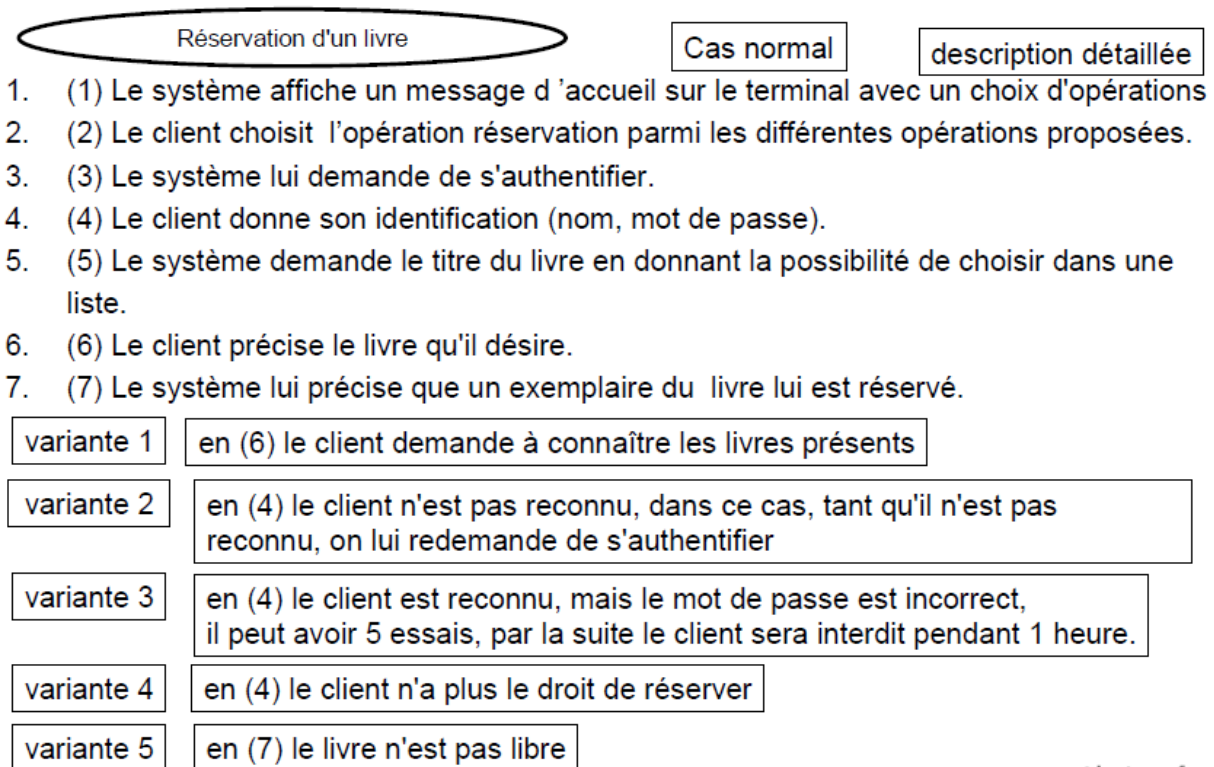 Réservation d'un livre
Cas normal
description détaillée
1. (1) Le système affiche un message d ’accueil sur le terminal avec un choix d'opérations
2. (2) Le client choisit l’opération réservation parmi les différentes opérations proposées.
3. (3) Le système lui demande de s'authentifier.
4. (4) Le client donne son identification (nom, mot de passe).
5. (5) Le système demande le titre du livre en donnant la possibilité de choisir dans une
liste.
6. (6) Le client précise le livre qu'il désire.
7. (7) Le système lui précise que un exemplaire du livre lui est réservé.
variante 1
en (6) le client demande à connaître les livres présents
variante 2
en (4) le client n'est pas reconnu, dans ce cas, tant qu'il n'est pas
reconnu, on lui redemande de s'authentifier
variante 3
en (4) le client est reconnu, mais le mot de passe est incorrect,
il peut avoir 5 essais, par la suite le client sera interdit pendant 1 heure.
variante 4
en (4) le client n'a plus le droit de réserver
variante 5
en (7) le livre n'est pas libre